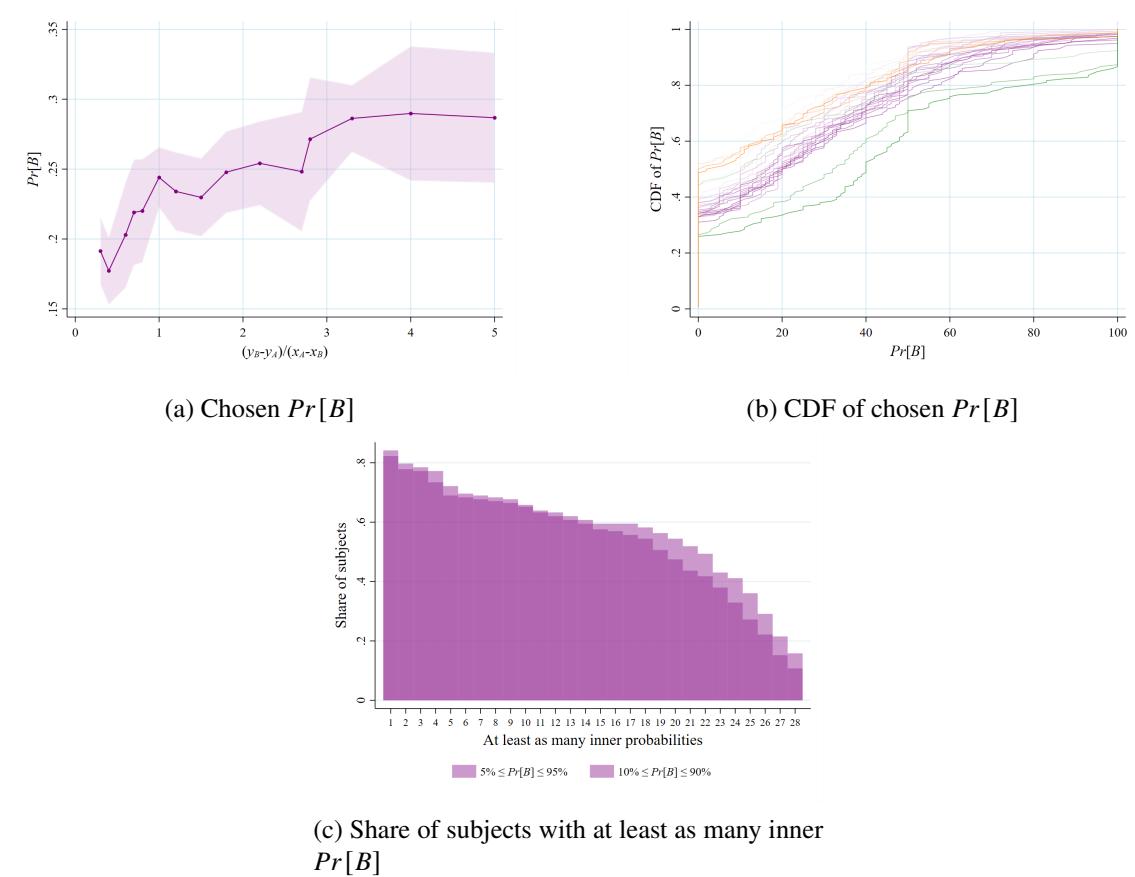 .35
.3
.25
.2
.15
Pr[B]
0 1 2 3 4 5
(y_B-y_A)/(x_A-x_B)
(a) Chosen Pr[B]
1
.8
.6
.4
.2
0
CDF of Pr[B]
0 20 40 60 80 100
Pr[B]
(b) CDF of chosen Pr[B]
.8
.6
.4
.2
0
Share of subjects
1 2 3 4 5 6 7 8 9 10 11 12 13 14 15 16 17 18 19 20 21 22 23 24 25 26 27 28
At least as many inner probabilities
5% ≤ Pr[B] ≤ 95% 10% ≤ Pr[B] ≤ 90%
(c) Share of subjects with at least as many inner
Pr[B]